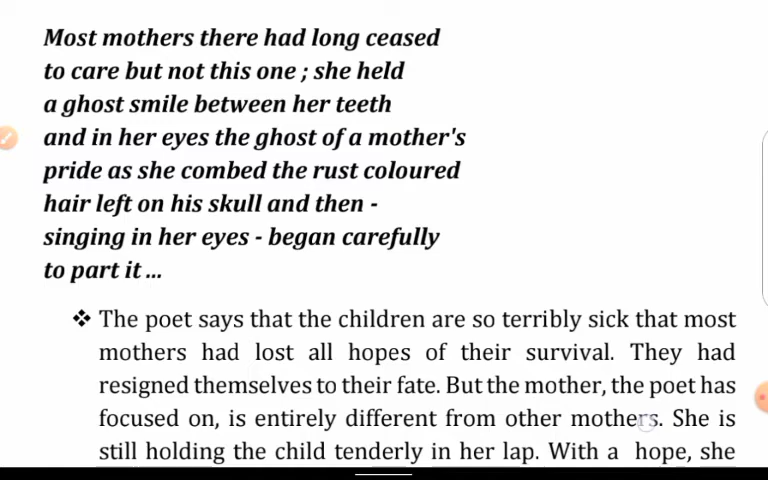 Most mothers there had long ceased
to care but not this one ; she held
a ghost smile between her teeth
and in her eyes the ghost of a mother's
pride as she combed the rust coloured
hair left on his skull and then -
singing in her eyes - began carefully
to part it ...
❖ The poet says that the children are so terribly sick that most
mothers had lost all hopes of their survival. They had
resigned themselves to their fate. But the mother, the poet has
focused on, is entirely different from other mothers. She is
still holding the child tenderly in her lap. With a hope, she